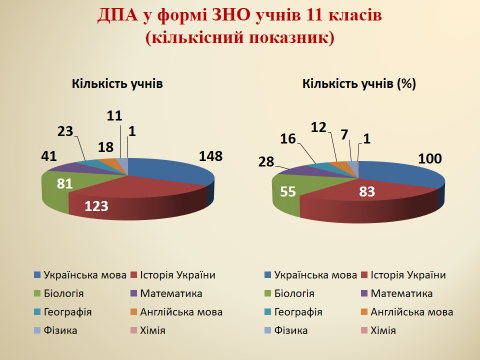 ДПА у формі ЗНО учнів 11 класів
(кількісний показник)
Кількість учнів
148
123
81
41
23
18
11
1
Українська мова
Історія України
Біологія
Математика
Географія
Англійська мова
Фізика
Хімія
Кількість учнів (%)
100
83
55
28
16
12
7
1
Українська мова
Історія України
Біологія
Математика
Географія
Англійська мова
Фізика
Хімія